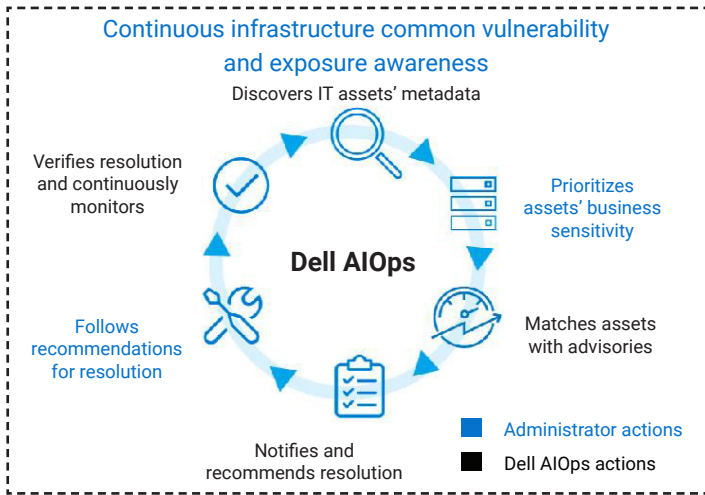 Continuous infrastructure common vulnerability
and exposure awareness
Discovers IT assets’ metadata
Prioritizes
assets’ business
sensitivity
Matches assets
with advisories
Notifies and
recommends resolution
Follows
recommendations
for resolution
Verifies resolution
and continuously
monitors
Dell AIOps
Administrator actions
Dell AIOps actions